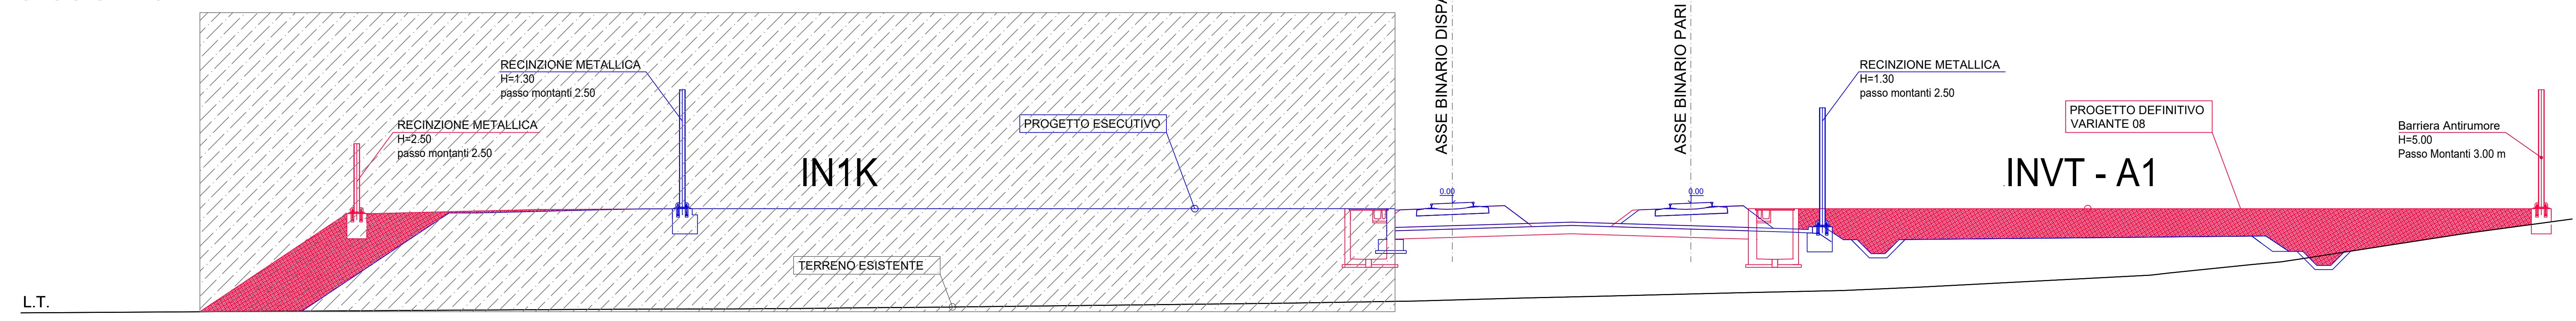 RECINZIONE METALLICA
H=1.30
passo montanti 2.50
RECINZIONE METALLICA
H=2.50
passo montanti 2.50
IN1K
PROGETTO ESECUTIVO
TERRENO ESISTENTE
L.T.
ASSE BINARIO
ASSE BINARIO PARI
0.00
0.00
RECINZIONE METALLICA
H=1.30
passo montanti 2.50
PROGETTO DEFINITIVO
VARIANTE 08
INVT - A1
Barriera Antirumore
H=5.00
Passo Montanti 3.00 m